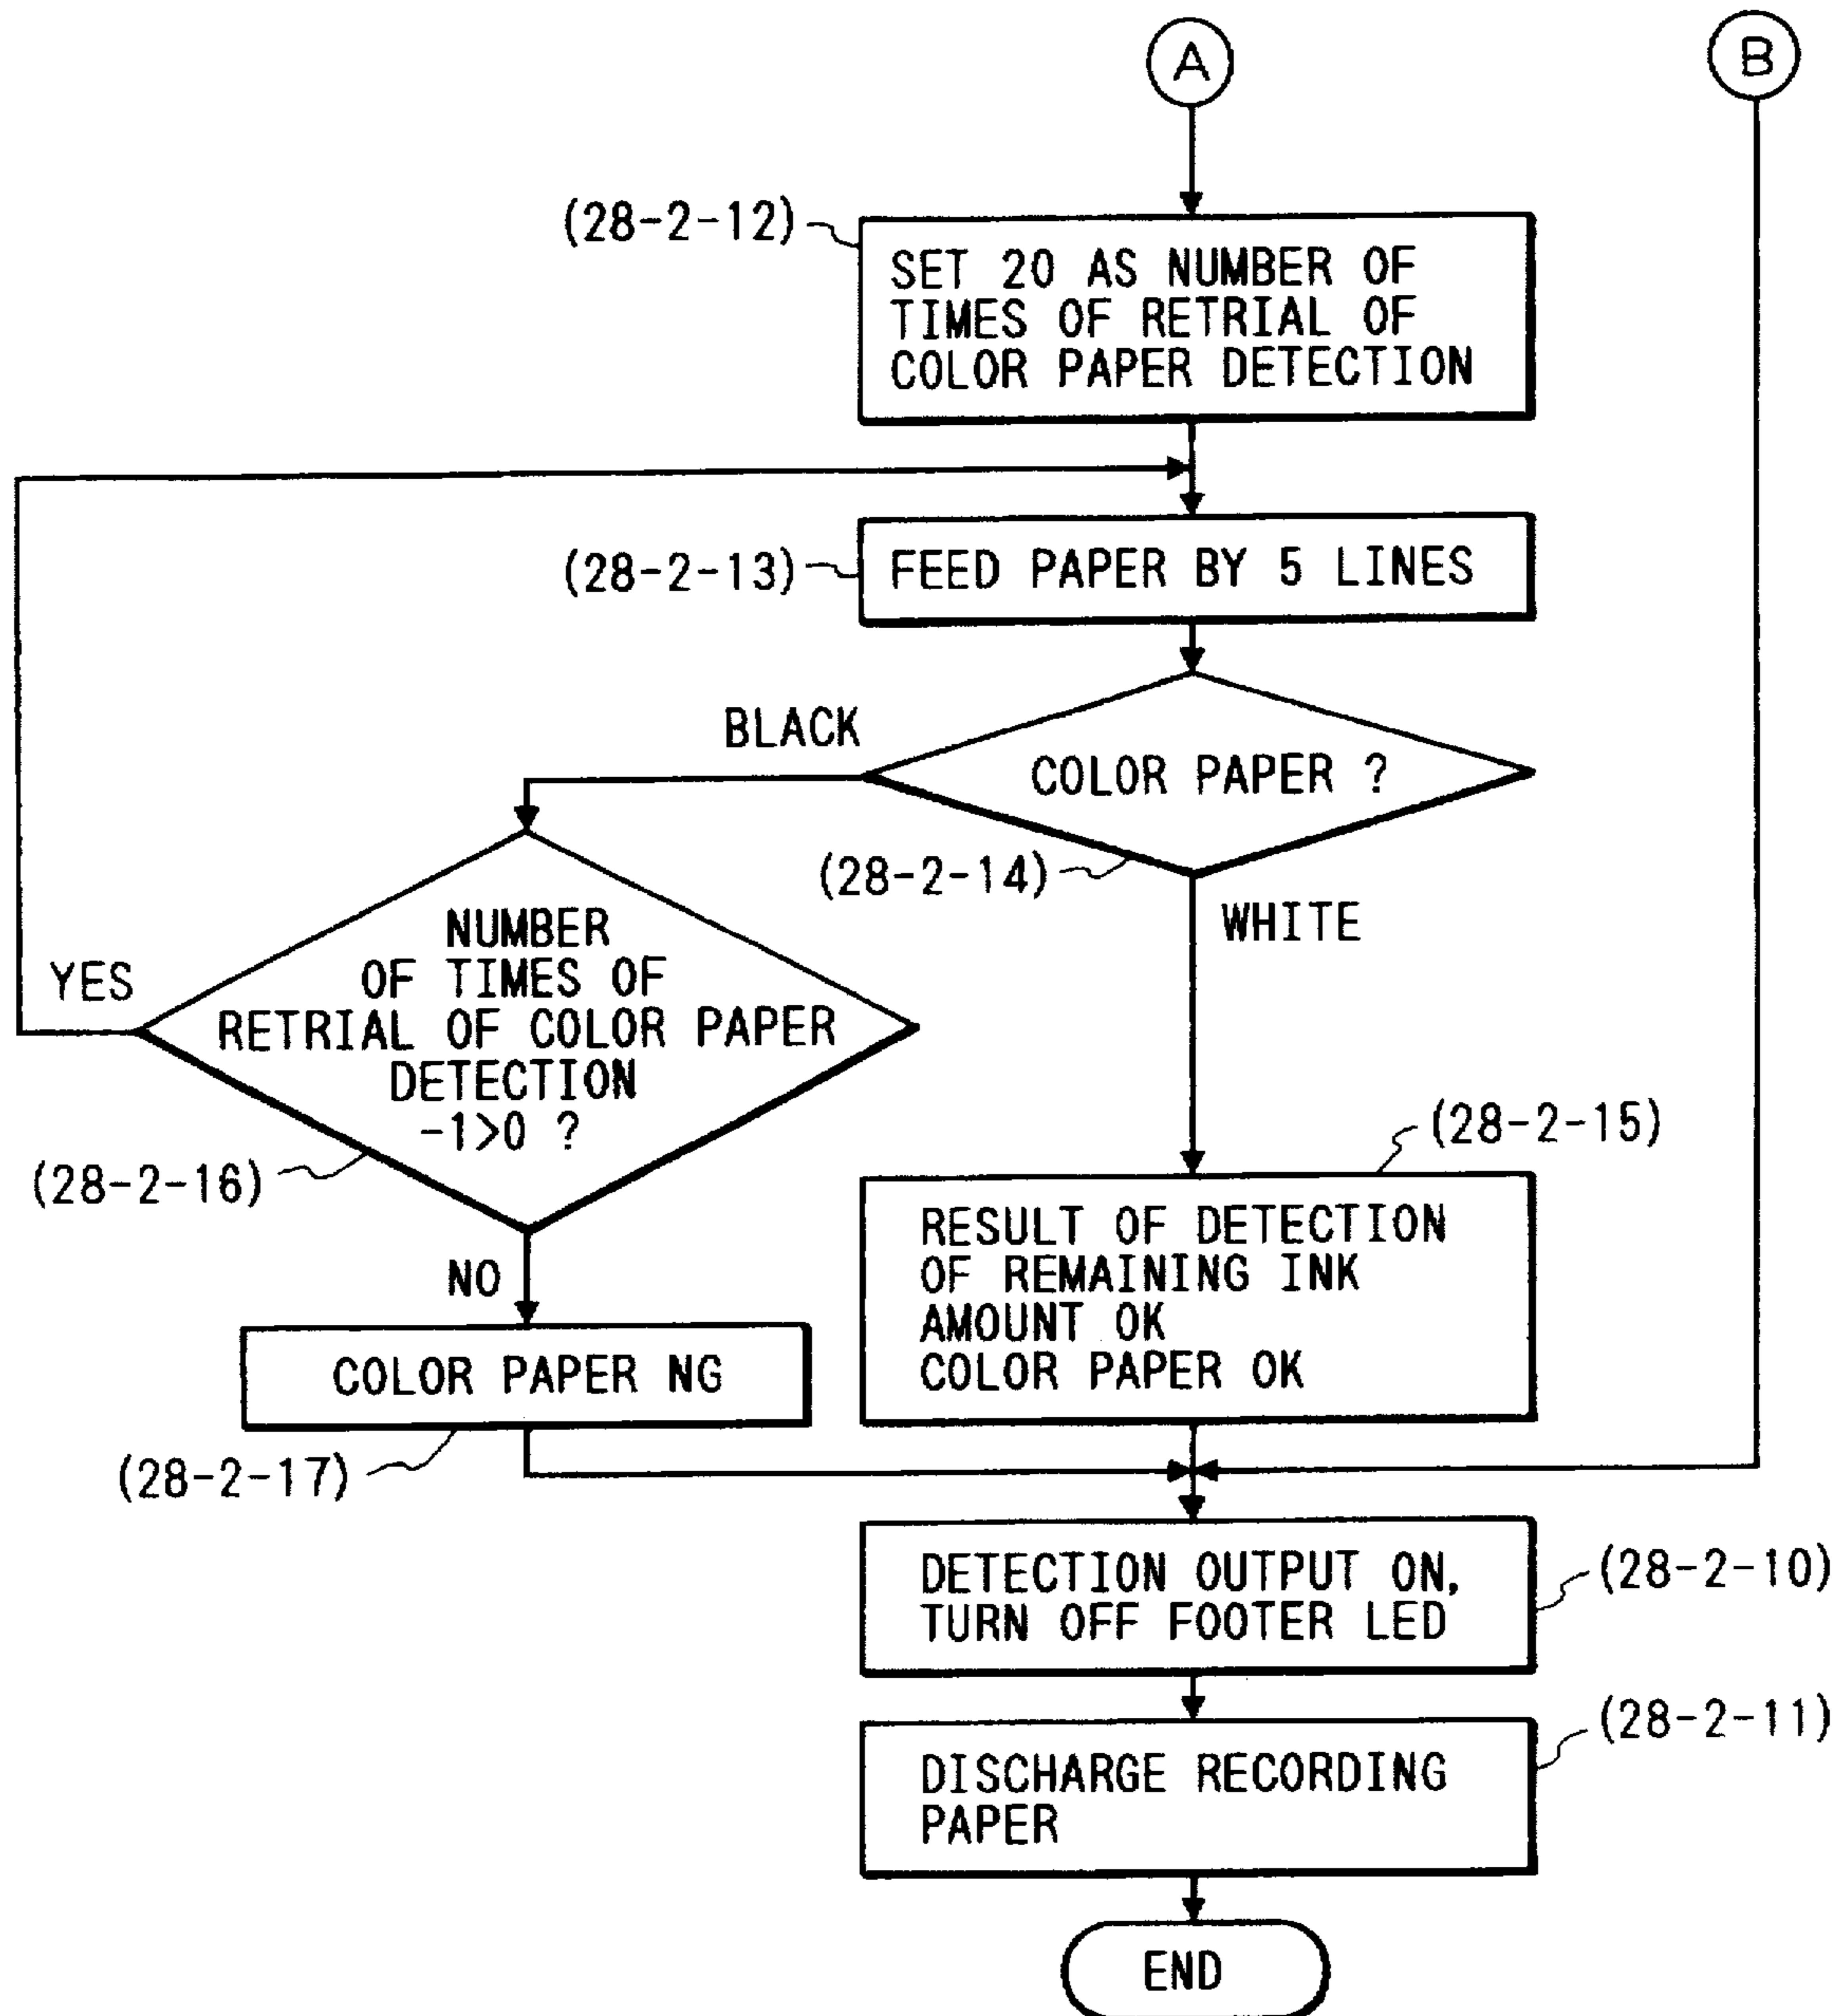 A
B
(28-2-12)
SET 20 AS NUMBER OF
TIMES OF RETRIAL OF
COLOR PAPER DETECTION
(28-2-13)
FEED PAPER BY 5 LINES
BLACK
COLOR PAPER ?
(28-2-14)
WHITE
NUMBER
OF TIMES OF
RETRIAL OF COLOR PAPER
DETECTION
-1>0 ?
YES
(28-2-16)
NO
(28-2-15)
RESULT OF DETECTION
OF REMAINING INK
AMOUNT OK
COLOR PAPER OK
COLOR PAPER NG
(28-2-17)
DETECTION OUTPUT ON,
TURN OFF FOOTER LED
(28-2-10)
DISCHARGE RECORDING
PAPER
(28-2-11)
END